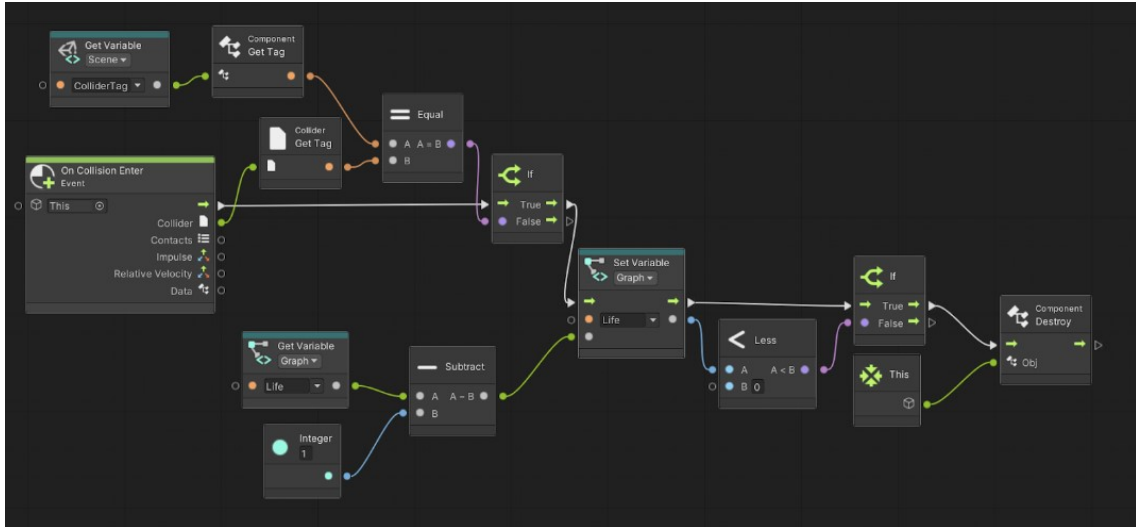 Get Variable
Scene
ColliderTag
Component
Get Tag
Collider
Get Tag
Equal
A A = B
B
On Collision Enter
Event
This
Collider
Contacts
Impulse
Relative Velocity
Data
If
True
False
Set Variable
Graph
Life
Get Variable
Graph
Life
Subtract
A A − B
B
Integer
1
Less
A A < B
B 0
If
True
False
This
Component
Destroy
Obj